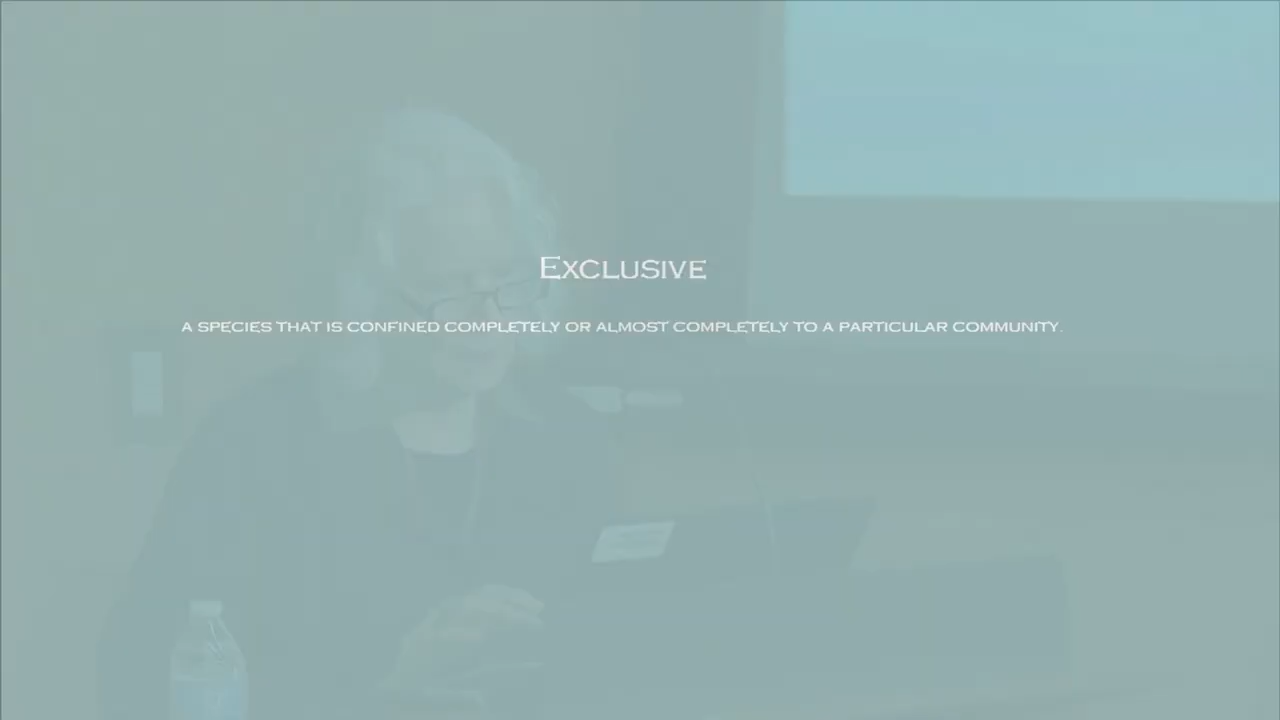 Exclusive
a species that is confined completely or almost completely to a particular community.